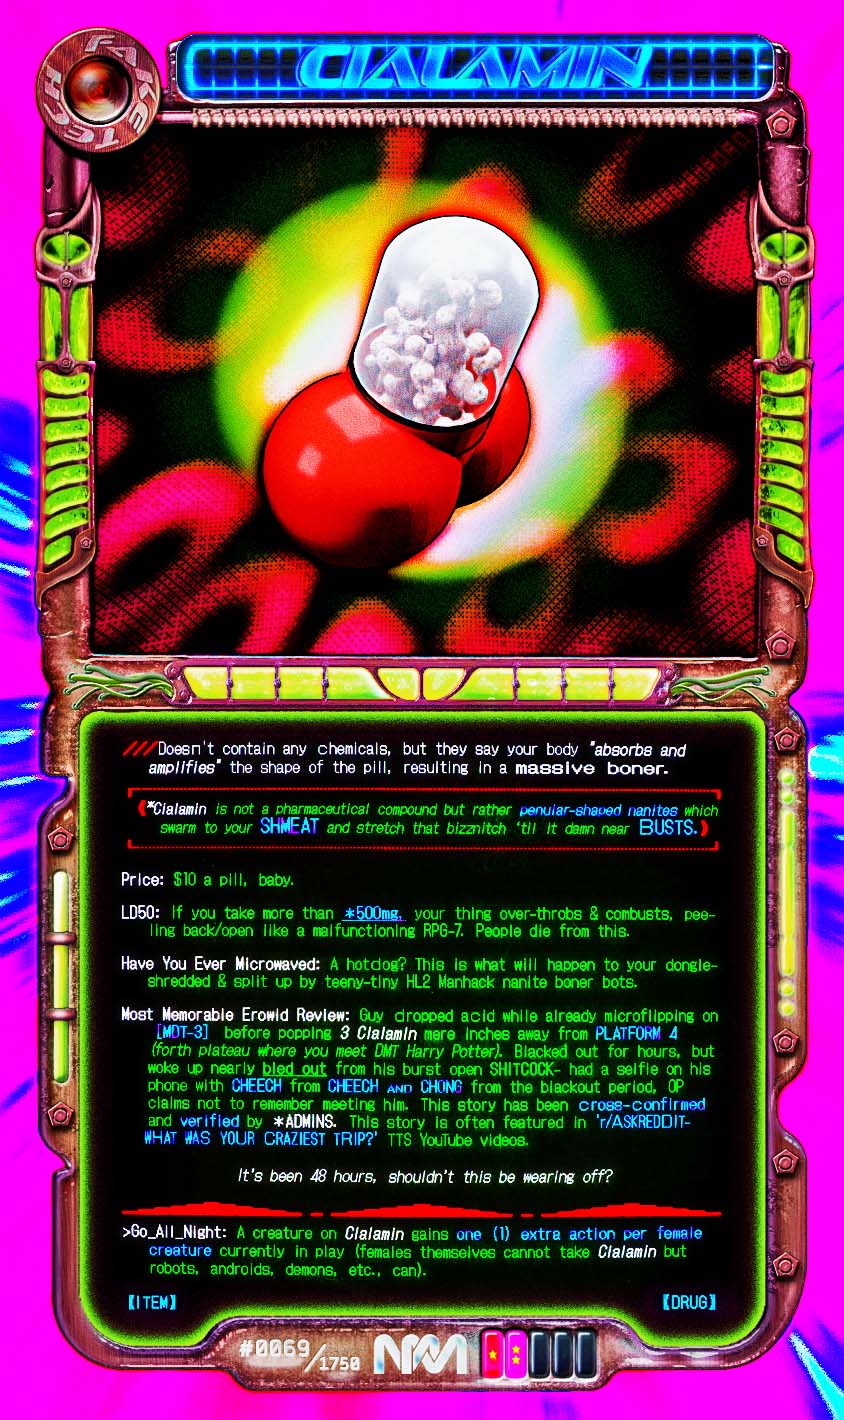 FAKE TECH
CIALAMIN
///Doesn't contain any chemicals, but they say your body "absorbs and
amplifies" the shape of the pill, resulting in a massive boner.
(*Cialamin is not a pharmaceutical compound but rather penular-shaped nanites which
swarm to your SHMEAT and stretch that bizznitch 'til it damn near BUSTS.)
Price: $10 a pill, baby.
LD50: If you take more than *500mg, your thing over-throbs & combusts, pee-
ling back/open like a malfunctioning RPG-7. People die from this.
Have You Ever Microwaved: A hotdog? This is what will happen to your dongle-
shredded & split up by teeny-tiny HL2 Manhack nanite boner bots.
Most Memorable Erowid Review: Guy dropped acid while already microflipping on
[MDT-3] before popping 3 Cialamin mere inches away from PLATFORM 4
(forth plateau where you meet DMT Harry Potter). Blacked out for hours, but
woke up nearly bled out from his burst open SHITCOCK- had a selfie on his
phone with CHEECH from CHEECH AND CHONG from the blackout period, OP
claims not to remember meeting him. This story has been cross-confirmed
and verified by *ADMINS. This story is often featured in 'r/ASKREDDIT-
WHAT WAS YOUR CRAZIEST TRIP?' TTS YouTube videos.
It's been 48 hours, shouldn't this be wearing off?
>Go_All_Night: A creature on Cialamin gains one (1) extra action per female
creature currently in play (females themselves cannot take Cialamin but
robots, androids, demons, etc., can).
[ITEM] [DRUG]
#0069/1750